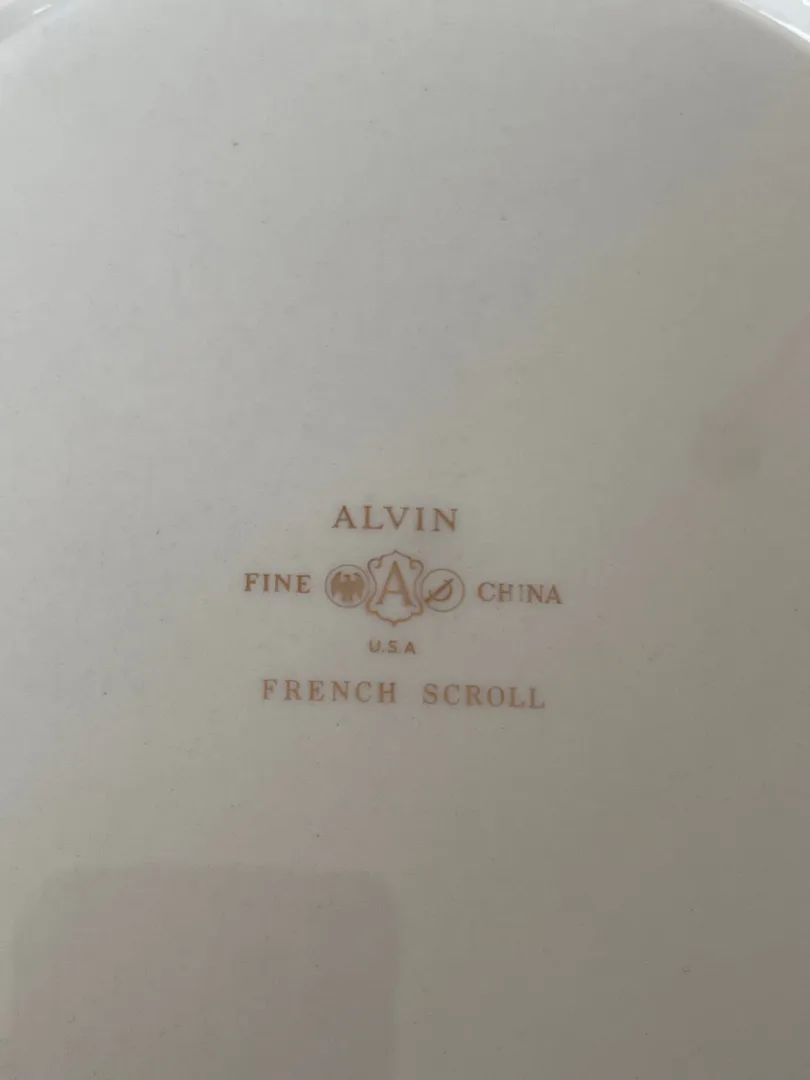 ALVIN
FINE A CHINA
U.S.A
FRENCH SCROLL